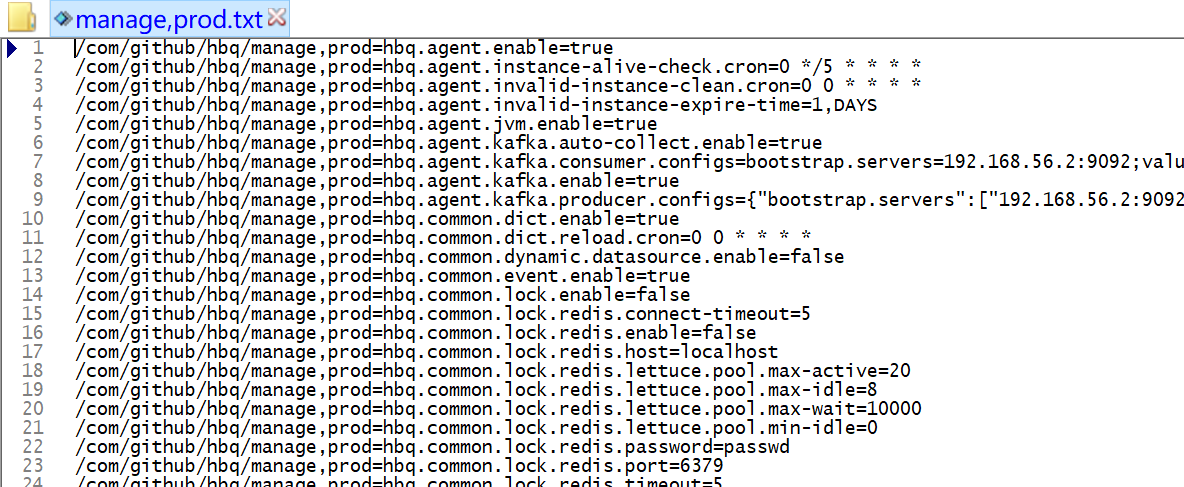 manage,prod.txt
1 /com/github/hbq/manage,prod=hbq.agent.enable=true
2 /com/github/hbq/manage,prod=hbq.agent.instance-alive-check.cron=0 */5 * * * *
3 /com/github/hbq/manage,prod=hbq.agent.invalid-instance-clean.cron=0 0 * * * *
4 /com/github/hbq/manage,prod=hbq.agent.invalid-instance-expire-time=1,DAYS
5 /com/github/hbq/manage,prod=hbq.agent.jvm.enable=true
6 /com/github/hbq/manage,prod=hbq.agent.kafka.auto-collect.enable=true
7 /com/github/hbq/manage,prod=hbq.agent.kafka.consumer.configs=bootstrap.servers=192.168.56.2:9092;valu
8 /com/github/hbq/manage,prod=hbq.agent.kafka.enable=true
9 /com/github/hbq/manage,prod=hbq.agent.kafka.producer.configs={"bootstrap.servers":["192.168.56.2:9092
10 /com/github/hbq/manage,prod=hbq.common.dict.enable=true
11 /com/github/hbq/manage,prod=hbq.common.dict.reload.cron=0 0 * * * *
12 /com/github/hbq/manage,prod=hbq.common.dynamic.datasource.enable=false
13 /com/github/hbq/manage,prod=hbq.common.event.enable=true
14 /com/github/hbq/manage,prod=hbq.common.lock.enable=false
15 /com/github/hbq/manage,prod=hbq.common.lock.redis.connect-timeout=5
16 /com/github/hbq/manage,prod=hbq.common.lock.redis.enable=false
17 /com/github/hbq/manage,prod=hbq.common.lock.redis.host=localhost
18 /com/github/hbq/manage,prod=hbq.common.lock.redis.lettuce.pool.max-active=20
19 /com/github/hbq/manage,prod=hbq.common.lock.redis.lettuce.pool.max-idle=8
20 /com/github/hbq/manage,prod=hbq.common.lock.redis.lettuce.pool.max-wait=10000
21 /com/github/hbq/manage,prod=hbq.common.lock.redis.lettuce.pool.min-idle=0
22 /com/github/hbq/manage,prod=hbq.common.lock.redis.password=passwd
23 /com/github/hbq/manage,prod=hbq.common.lock.redis.port=6379
24 /com/github/hbq/manage,prod=hbq.common.lock.redis.timeout=5